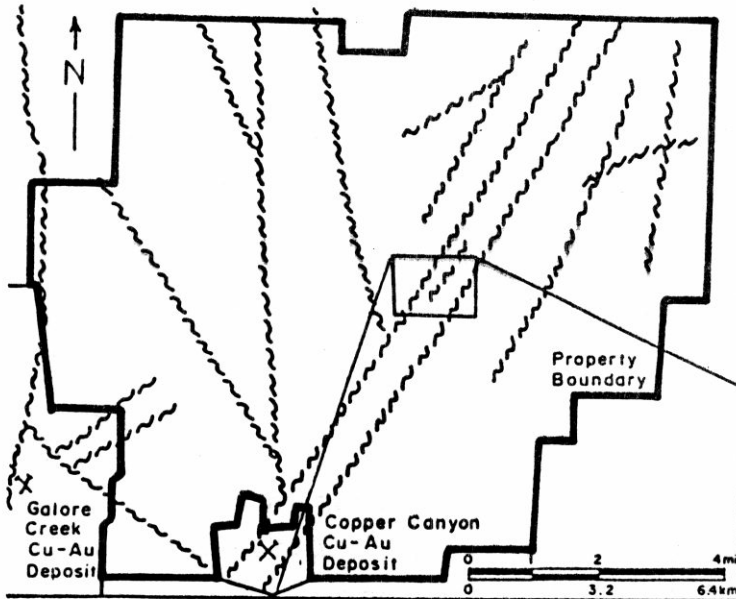 N
Property
Boundary
Galore
Creek
Cu-Au
Deposit
Copper Canyon
Cu-Au
Deposit
0 1 2 4mi
0 3.2 6.4km